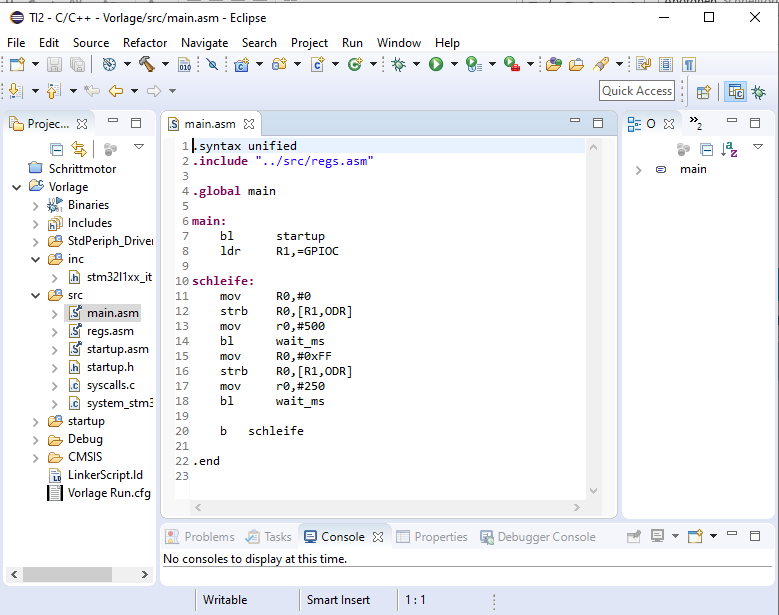 TI2 - C/C++ - Vorlage/src/main.asm - Eclipse
File Edit Source Refactor Navigate Search Project Run Window Help
Quick Access
Projec...
Schrittmotor
Vorlage
Binaries
Includes
StdPeriph_Driver
inc
stm32l1xx_it
src
main.asm
regs.asm
startup.asm
startup.h
syscalls.c
system_stm3
startup
Debug
CMSIS
LinkerScript.ld
Vorlage Run.cfg
main.asm
1 .syntax unified
2 .include "../src/regs.asm"
3
4 .global main
5
6 main:
7 bl startup
8 ldr R1,=GPIOC
9
10 schleife:
11 mov R0,#0
12 strb R0,[R1,ODR]
13 mov r0,#500
14 bl wait_ms
15 mov R0,#0xFF
16 strb R0,[R1,ODR]
17 mov r0,#250
18 bl wait_ms
19
20 b schleife
21
22 .end
23
O »2
main
Problems Tasks Console Properties Debugger Console
No consoles to display at this time.
Writable Smart Insert 1 : 1